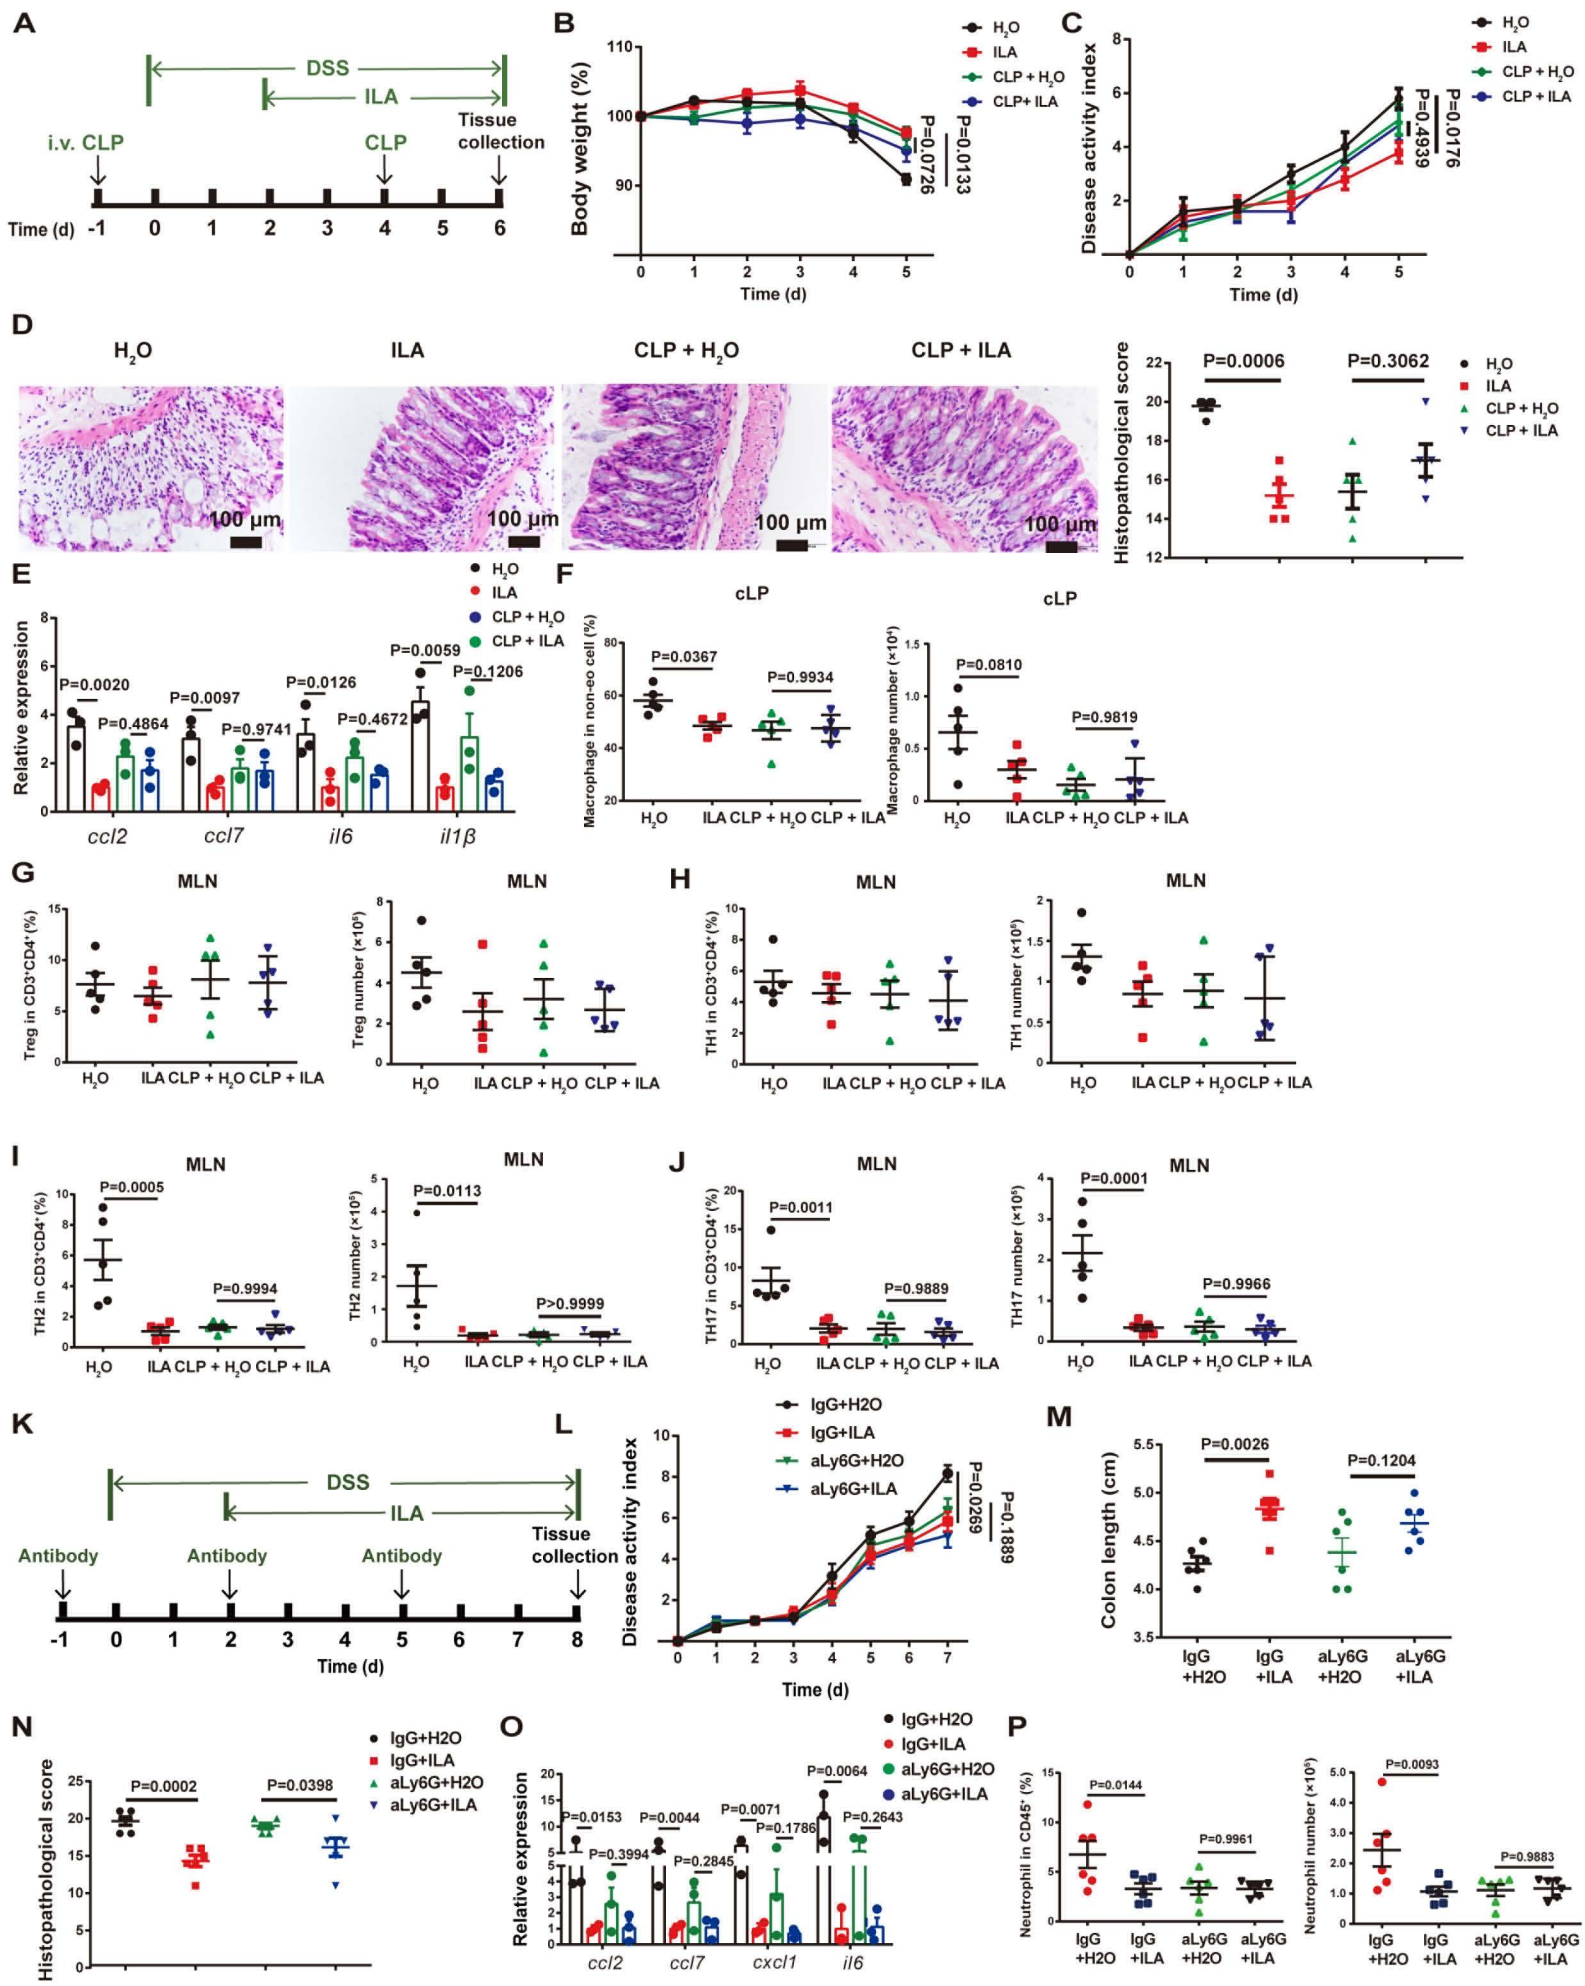 A
DSS
ILA
i.v. CLP
CLP
Tissue
collection
Time (d) -1 0 1 2 3 4 5 6
B
H₂O
ILA
CLP + H₂O
CLP+ ILA
Body weight (%)
110
100
90
0 1 2 3 4 5
Time (d)
P=0.0726
P=0.0133
C
H₂O
ILA
CLP + H₂O
CLP + ILA
Disease activity index
8
6
4
2
0 1 2 3 4 5
Time (d)
P=0.4939
P=0.0176
D
H₂O
ILA
CLP + H₂O
CLP + ILA
100 μm
100 μm
100 μm
100 μm
Histopathological score
22
20
18
16
14
12
P=0.0006
P=0.3062
H₂O
ILA
CLP + H₂O
CLP + ILA
E
H₂O
ILA
CLP + H₂O
CLP + ILA
Relative expression
8
6
4
2
0
P=0.0020
P=0.4864
P=0.0097
P=0.9741
P=0.0126
P=0.4672
P=0.0059
P=0.1206
ccl2 ccl7 il6 il1β
F
cLP
Macrophage in non-eo cell (%)
80
60
40
20
P=0.0367
P=0.9934
H₂O ILA CLP + H₂O CLP + ILA
cLP
Macrophage number (×10⁴)
1.5
1.0
0.5
0
P=0.0810
P=0.9819
H₂O ILA CLP + H₂O CLP + ILA
G
MLN
Treg in CD3⁺CD4⁺ (%)
15
10
5
0
H₂O ILA CLP + H₂O CLP + ILA
MLN
Treg number (×10⁵)
8
6
4
2
0
H₂O ILA CLP + H₂O CLP + ILA
H
MLN
TH1 in CD3⁺CD4⁺ (%)
10
8
6
4
2
0
H₂O ILA CLP + H₂O CLP + ILA
MLN
TH1 number (×10⁵)
2
1.5
1
0.5
0
H₂O ILA CLP + H₂O CLP + ILA
I
MLN
TH2 in CD3⁺CD4⁺ (%)
10
8
6
4
2
0
P=0.0005
P=0.9994
H₂O ILA CLP + H₂O CLP + ILA
MLN
TH2 number (×10⁵)
5
4
3
2
1
0
P=0.0113
P>0.9999
H₂O ILA CLP + H₂O CLP + ILA
J
MLN
TH17 in CD3⁺CD4⁺ (%)
20
15
10
5
0
P=0.0011
P=0.9889
H₂O ILA CLP + H₂O CLP + ILA
MLN
TH17 number (×10⁵)
4
3
2
1
0
P=0.0001
P=0.9966
H₂O ILA CLP + H₂O CLP + ILA
K
DSS
ILA
Antibody
Antibody
Antibody
Tissue
collection
-1 0 1 2 3 4 5 6 7 8
Time (d)
L
IgG+H2O
IgG+ILA
aLy6G+H2O
aLy6G+ILA
Disease activity index
10
8
6
4
2
0 1 2 3 4 5 6 7
Time (d)
P=0.0269
P=0.1889
M
Colon length (cm)
5.5
5.0
4.5
4.0
3.5
P=0.0026
P=0.1204
IgG IgG aLy6G aLy6G
+H2O +ILA +H2O +ILA
N
IgG+H2O
IgG+ILA
aLy6G+H2O
aLy6G+ILA
Histopathological score
25
20
15
10
5
0
P=0.0002
P=0.0398
O
IgG+H2O
IgG+ILA
aLy6G+H2O
aLy6G+ILA
Relative expression
20
15
10
5
5
4
3
2
1
0
P=0.0153
P=0.3994
P=0.0044
P=0.2845
P=0.0071
P=0.1786
P=0.0064
P=0.2643
ccl2 ccl7 cxcl1 il6
P
Neutrophil in CD45⁺ (%)
15
10
5
0
P=0.0144
P=0.9961
IgG IgG aLy6G aLy6G
+H2O +ILA +H2O +ILA
Neutrophil number (×10⁵)
5.0
4.0
3.0
2.0
1.0
0
P=0.0093
P=0.9883
IgG IgG aLy6G aLy6G
+H2O +ILA +H2O +ILA